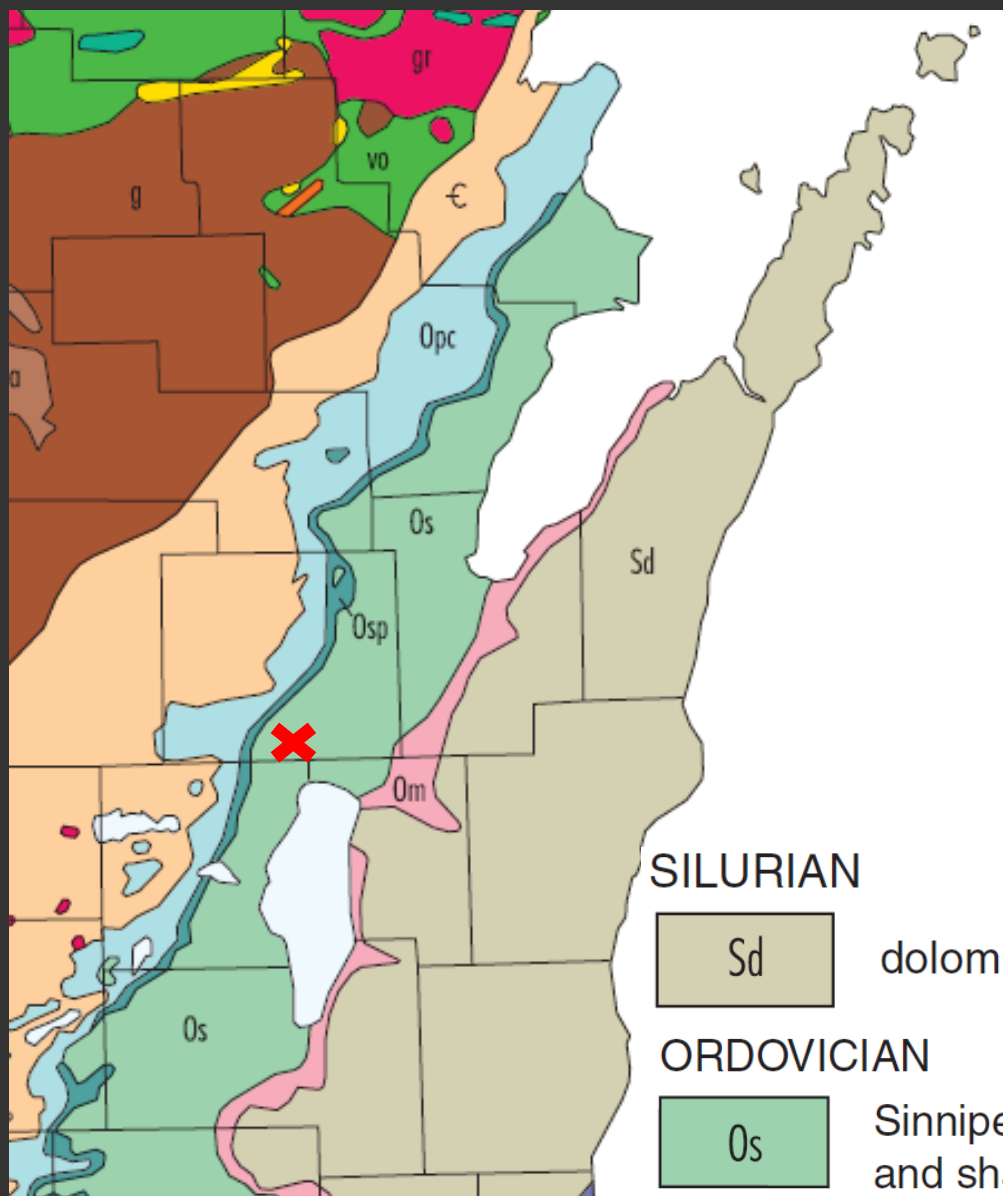 gr
vo
g
Є
Opc
a
Os
Sd
Osp
Om
SILURIAN
Sd dolom
ORDOVICIAN
Os
Os Sinnipe
and sh